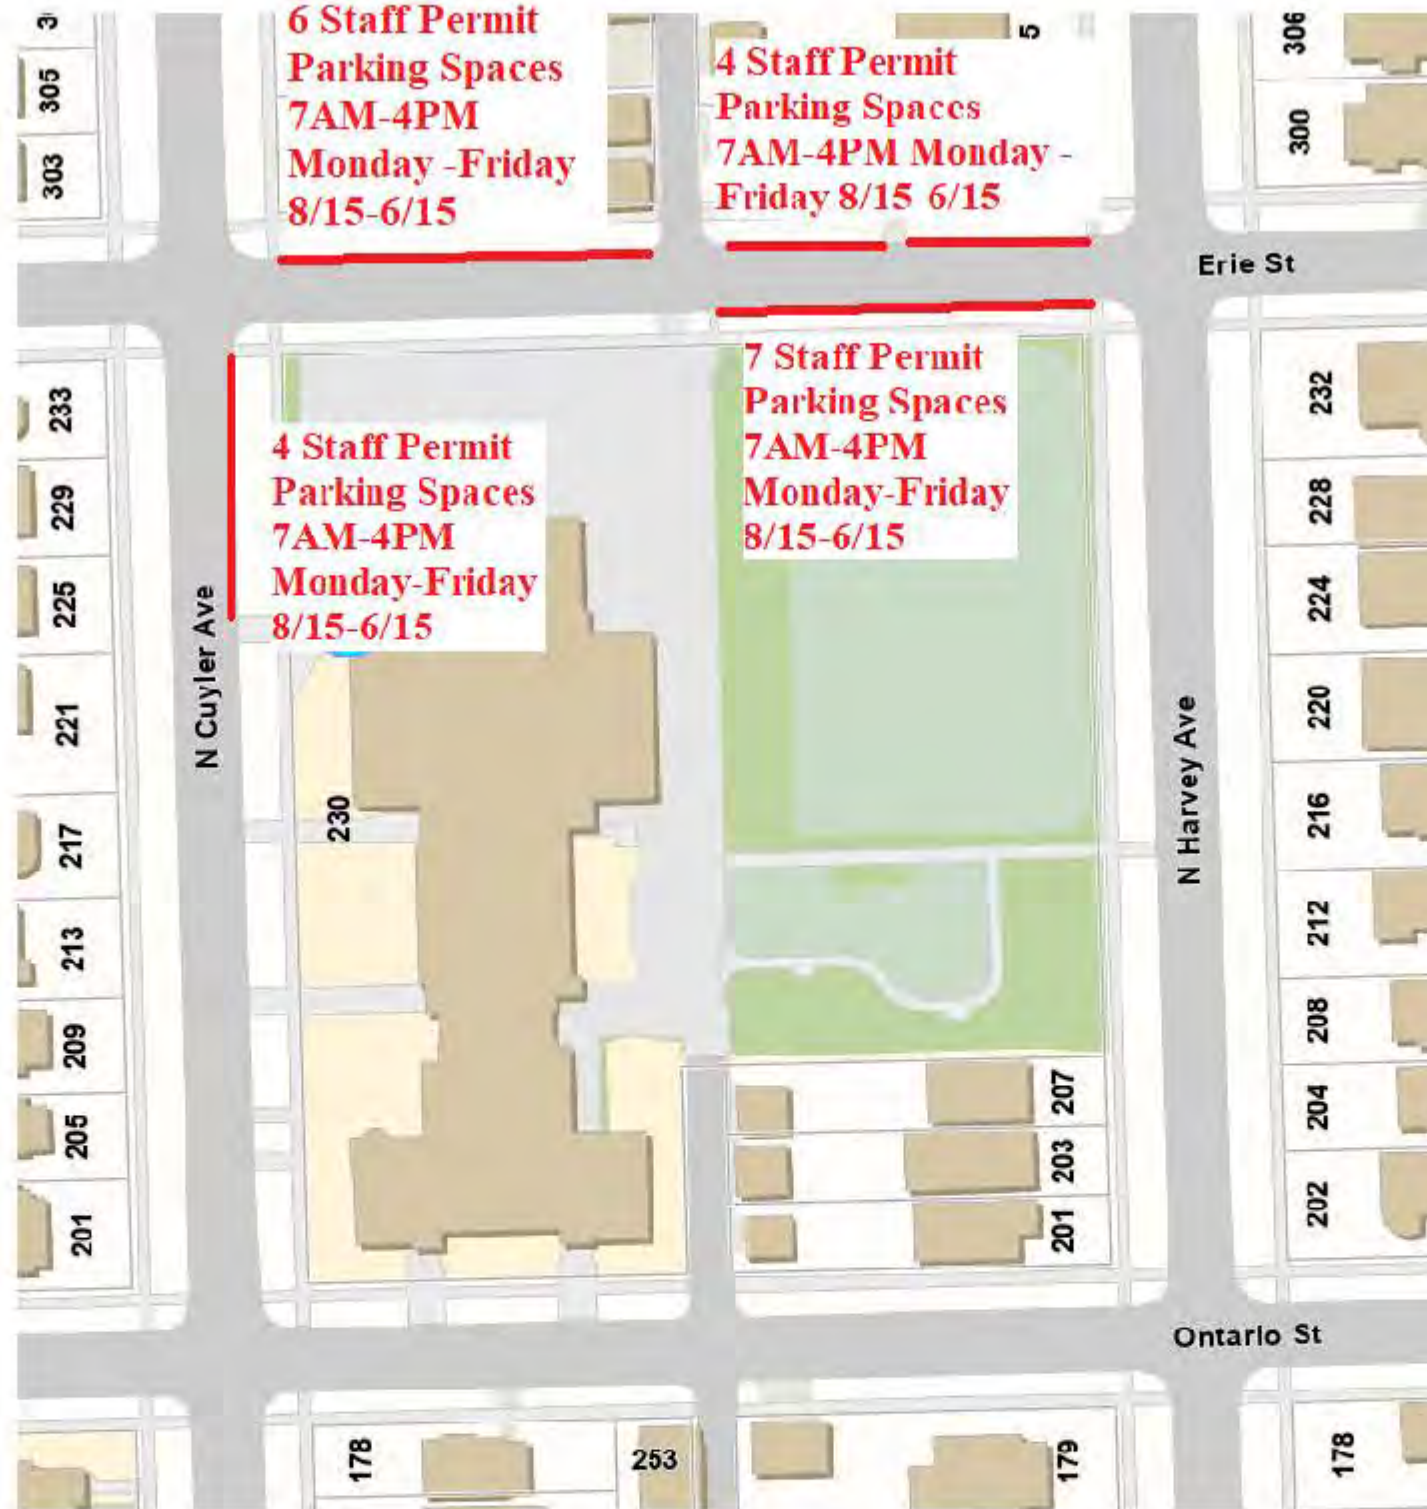 6 Staff Permit
Parking Spaces
7AM-4PM
Monday -Friday
8/15-6/15
4 Staff Permit
Parking Spaces
7AM-4PM Monday -
Friday 8/15 6/15
5
306
300
305
303
Erie St
7 Staff Permit
Parking Spaces
7AM-4PM
Monday-Friday
8/15-6/15
4 Staff Permit
Parking Spaces
7AM-4PM
Monday-Friday
8/15-6/15
233
229
225
221
217
213
209
205
201
N Cuyler Ave
230
N Harvey Ave
232
228
224
220
216
212
208
204
202
207
203
201
Ontario St
178
253
179
178